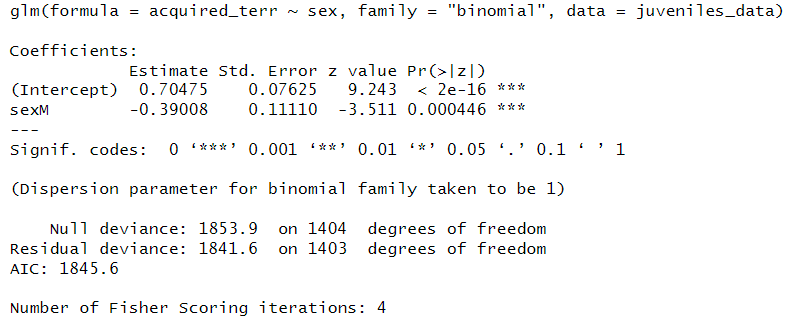 glm(formula = acquired_terr ~ sex, family = "binomial", data = juveniles_data)
Coefficients:
Estimate Std. Error z value Pr(>|z|)
(Intercept) 0.70475 0.07625 9.243 < 2e-16 ***
sexM -0.39008 0.11110 -3.511 0.000446 ***
---
Signif. codes: 0 ‘***’ 0.001 ‘**’ 0.01 ‘*’ 0.05 ‘.’ 0.1 ‘ ’ 1
(Dispersion parameter for binomial family taken to be 1)
Null deviance: 1853.9 on 1404 degrees of freedom
Residual deviance: 1841.6 on 1403 degrees of freedom
AIC: 1845.6
Number of Fisher Scoring iterations: 4